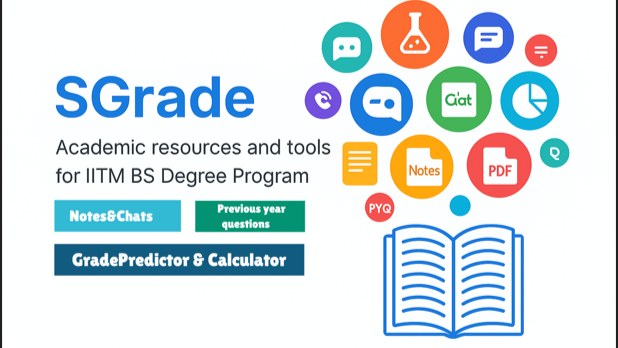 SGrade
Academic resources and tools
for IITM BS Degree Program
Notes&Chats
Previous year
questions
GradePredictor & Calculator
Ciat
Notes
PDF
PYQ